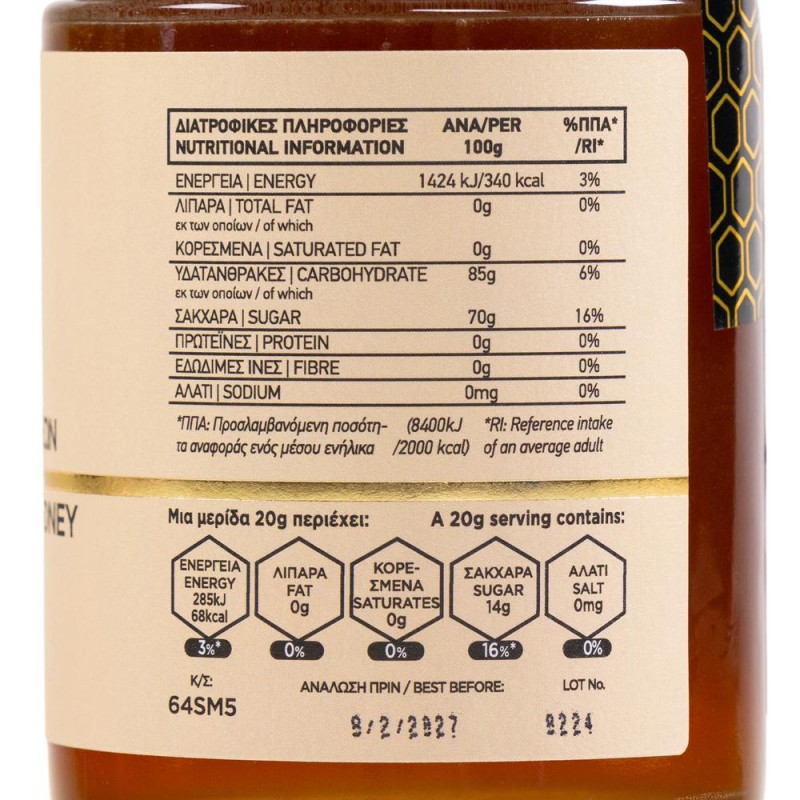 ΔΙΑΤΡΟΦΙΚΕΣ ΠΛΗΡΟΦΟΡΙΕΣ ΑΝΑ/PER %ΠΠΑ*
NUTRITIONAL INFORMATION 100g /RI*
ΕΝΕΡΓΕΙΑ | ENERGY 1424 kJ/340 kcal 3%
ΛΙΠΑΡΑ | TOTAL FAT 0g 0%
εκ των οποίων / of which
ΚΟΡΕΣΜΕΝΑ | SATURATED FAT 0g 0%
ΥΔΑΤΑΝΘΡΑΚΕΣ | CARBOHYDRATE 85g 6%
εκ των οποίων / of which
ΣΑΚΧΑΡΑ | SUGAR 70g 16%
ΠΡΩΤΕΪΝΕΣ | PROTEIN 0g 0%
ΕΔΩΔΙΜΕΣ ΙΝΕΣ | FIBRE 0g 0%
ΑΛΑΤΙ | SODIUM 0mg 0%
*ΠΠΑ: Προσλαμβανόμενη ποσότη- (8400kJ *RI: Reference intake
τα αναφοράς ενός μέσου ενήλικα /2000 kcal) of an average adult
ΩΝ
ONEY
Μια μερίδα 20g περιέχει: A 20g serving contains:
ΕΝΕΡΓΕΙΑ
ENERGY
285kJ
68kcal
3%*
ΛΙΠΑΡΑ
FAT
0g
0%
ΚΟΡΕ-
ΣΜΕΝΑ
SATURATES
0g
0%
ΣΑΚΧΑΡΑ
SUGAR
14g
16%*
ΑΛΑΤΙ
SALT
0mg
0%
Κ/Σ: ΑΝΑΛΩΣΗ ΠΡΙΝ / BEST BEFORE: LOT No.
64SM5 8/2/2027 8224